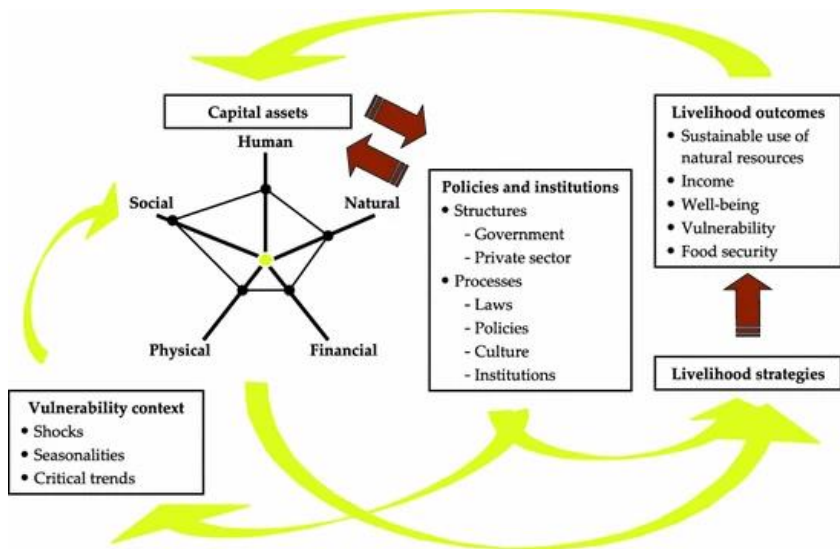 Capital assets
Human
Social
Natural
Physical
Financial
Vulnerability context
• Shocks
• Seasonalities
• Critical trends
Policies and institutions
• Structures
- Government
- Private sector
• Processes
- Laws
- Policies
- Culture
- Institutions
Livelihood outcomes
• Sustainable use of
natural resources
• Income
• Well-being
• Vulnerability
• Food security
Livelihood strategies